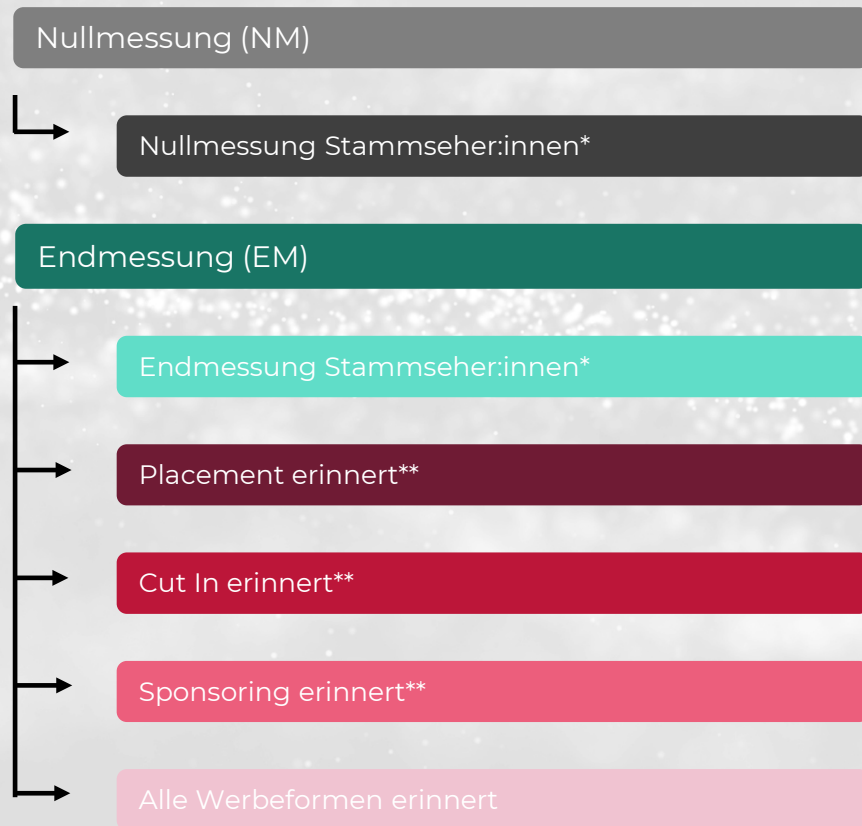 Nullmessung (NM)
Nullmessung Stammseher:innen*
Endmessung (EM)
Endmessung Stammseher:innen*
Placement erinnert**
Cut In erinnert**
Sponsoring erinnert**
Alle Werbeformen erinnert